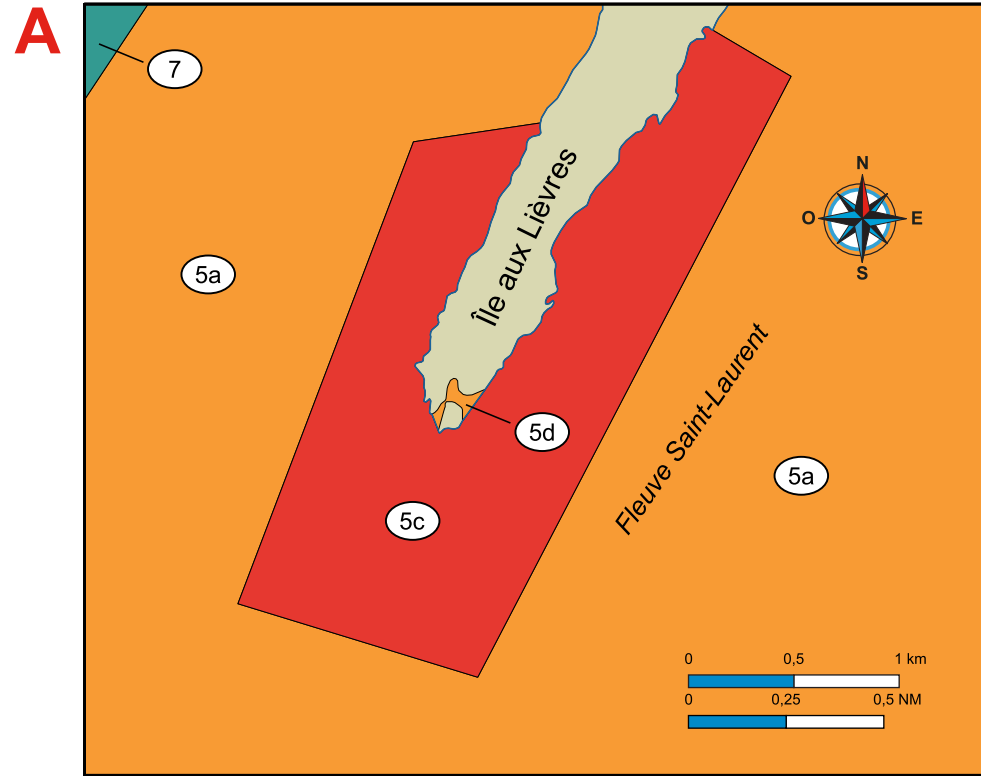 A
7
N
O E
S
Île aux Lièvres
5a
5d
Fleuve Saint-Laurent
5a
5c
0 0,5 1 km
0 0,25 0,5 NM